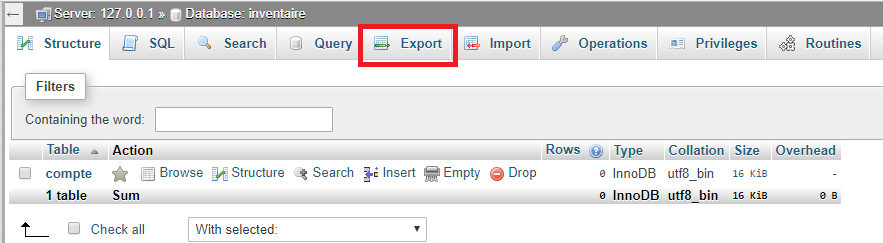 Server: 127.0.0.1 » Database: inventaire
Structure SQL Search Query Export Import Operations Privileges Routines
Filters
Containing the word:
Table Action Rows Type Collation Size Overhead
compte Browse Structure Search Insert Empty Drop 0 InnoDB utf8_bin 16 KiB -
1 table Sum 0 InnoDB utf8_bin 16 KiB 0 B
Check all With selected: